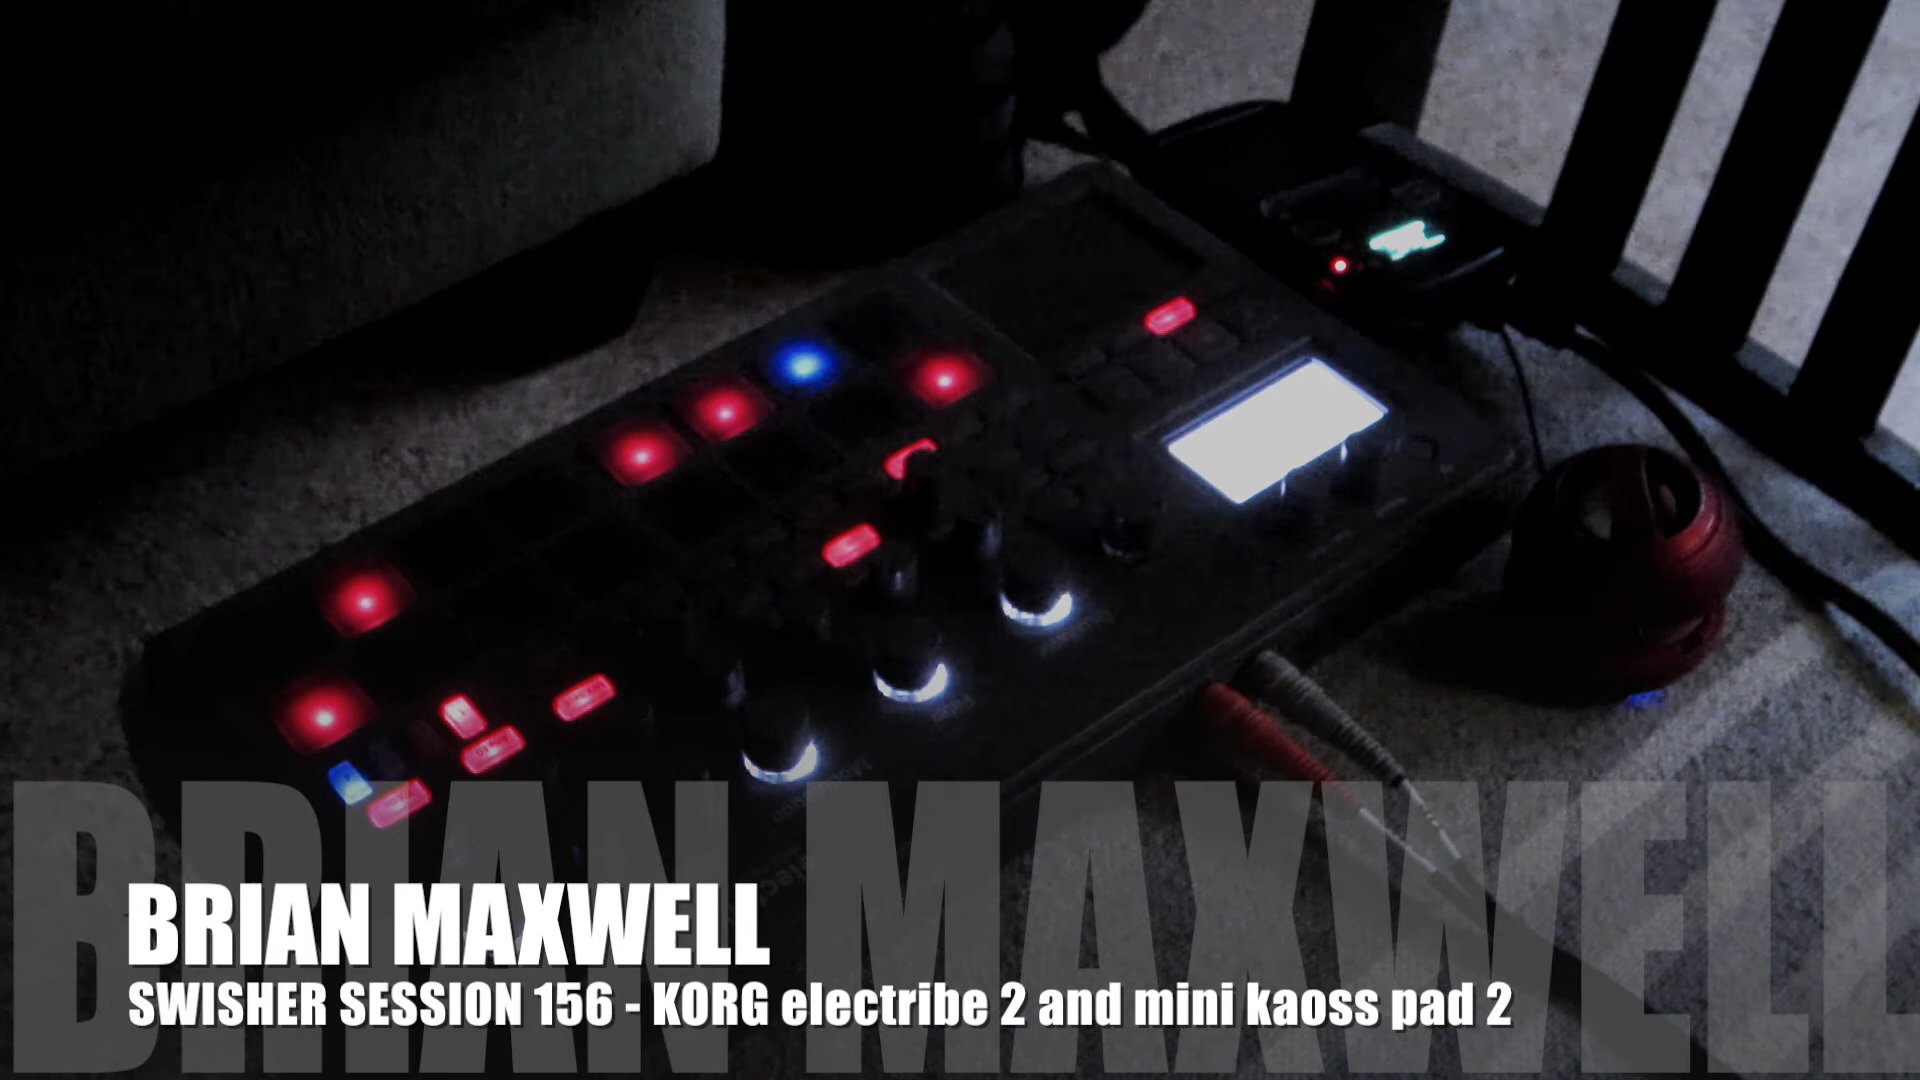 BRIAN MAXWELL
BRIAN MAXWELL
SWISHER SESSION 156 - KORG electribe 2 and mini kaoss pad 2